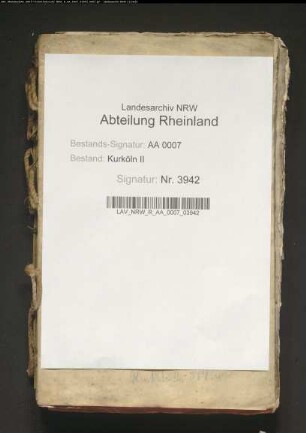 Landesarchiv NRW
Abteilung Rheinland
Bestands-Signatur: AA 0007
Bestand: Kurköln II
Signatur: Nr. 3942
LAV_NRW_R_AA_0007_03942